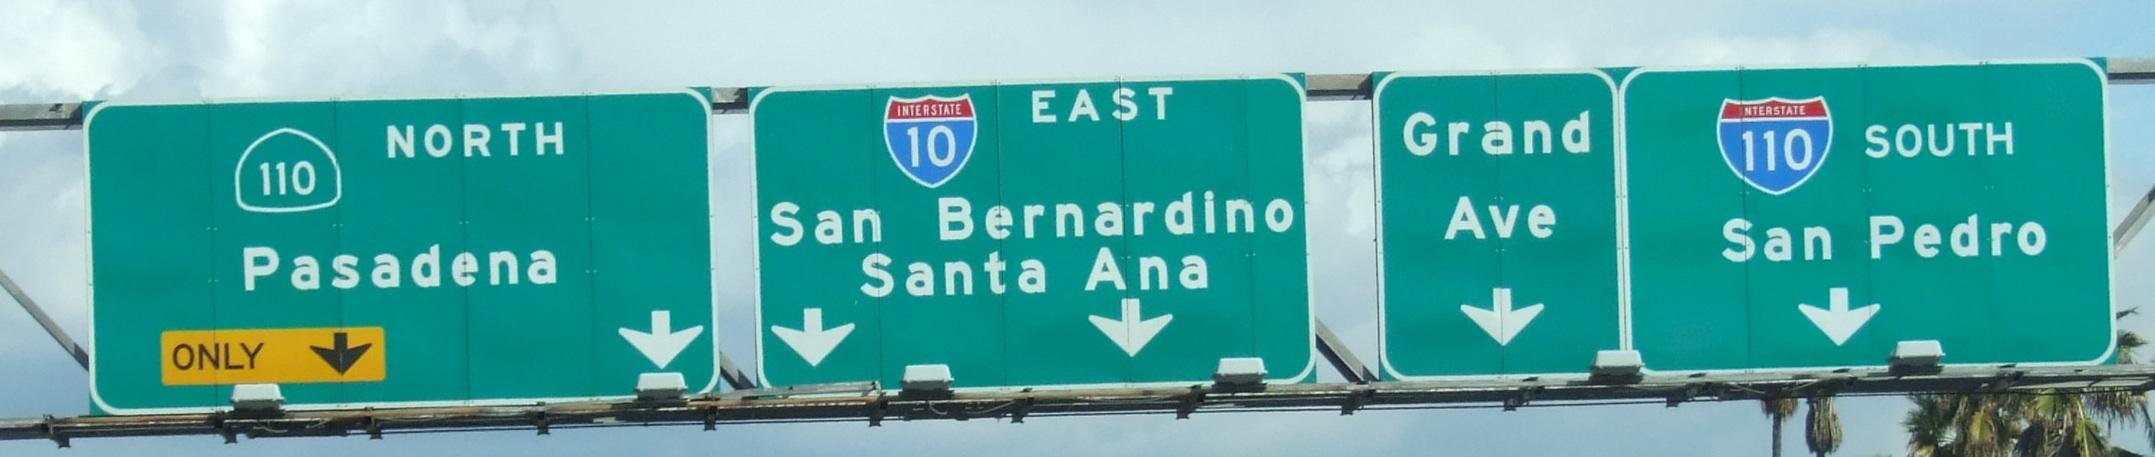 110 NORTH
Pasadena
ONLY
INTERSTATE
10
EAST
San Bernardino
Santa Ana
Grand
Ave
INTERSTATE
110
SOUTH
San Pedro